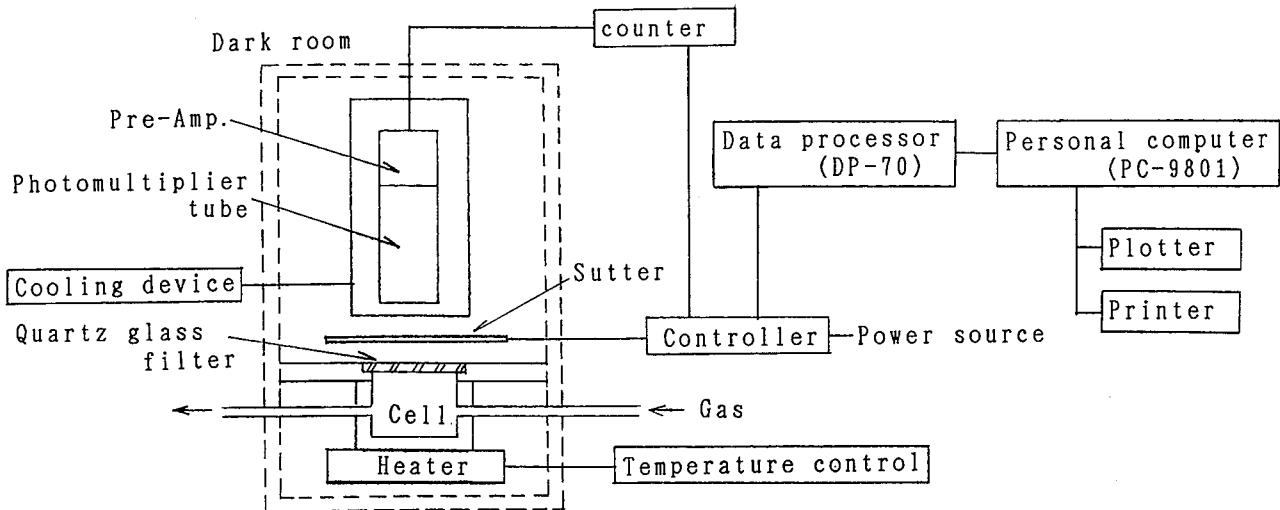 counter
Dark room
Pre-Amp.
Data processor
(DP-70)
Personal computer
(PC-9801)
Photomultiplier
tube
Plotter
Sutter
Cooling device
Printer
Quartz glass
filter
Controller
Power source
Cell
Gas
Heater
Temperature control